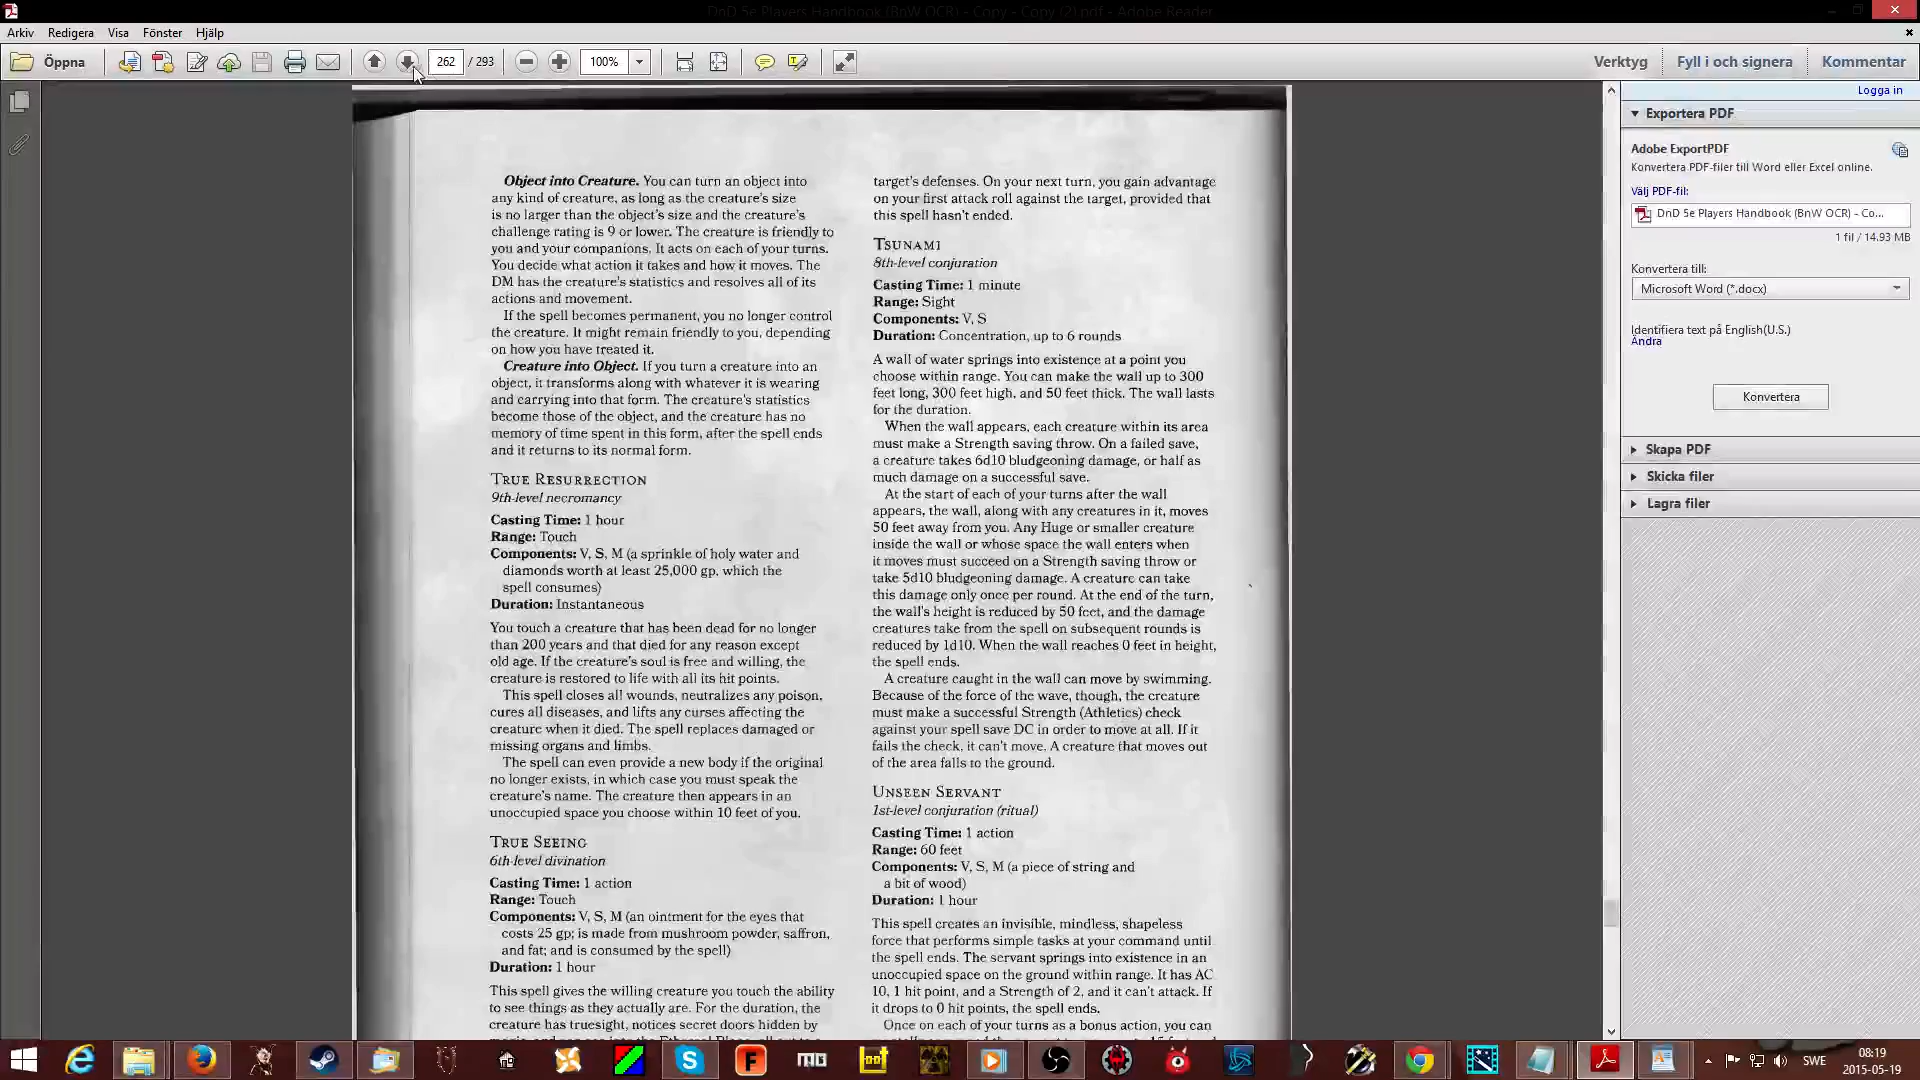 DnD 5e Players Handbook (BnW OCR) - Copy - Copy (2).pdf - Adobe Reader
Arkiv Redigera Visa Fönster Hjälp
Öppna 262 / 293 100% Verktyg Fyll i och signera Kommentar
Object into Creature. You can turn an object into
any kind of creature, as long as the creature's size
is no larger than the object's size and the creature's
challenge rating is 9 or lower. The creature is friendly to
you and your companions. It acts on each of your turns.
You decide what action it takes and how it moves. The
DM has the creature's statistics and resolves all of its
actions and movement.
If the spell becomes permanent, you no longer control
the creature. It might remain friendly to you, depending
on how you have treated it.
Creature into Object. If you turn a creature into an
object, it transforms along with whatever it is wearing
and carrying into that form. The creature's statistics
become those of the object, and the creature has no
memory of time spent in this form, after the spell ends
and it returns to its normal form.
TRUE RESURRECTION
9th-level necromancy
Casting Time: 1 hour
Range: Touch
Components: V, S, M (a sprinkle of holy water and
diamonds worth at least 25,000 gp, which the
spell consumes)
Duration: Instantaneous
You touch a creature that has been dead for no longer
than 200 years and that died for any reason except
old age. If the creature's soul is free and willing, the
creature is restored to life with all its hit points.
This spell closes all wounds, neutralizes any poison,
cures all diseases, and lifts any curses affecting the
creature when it died. The spell replaces damaged or
missing organs and limbs.
The spell can even provide a new body if the original
no longer exists, in which case you must speak the
creature's name. The creature then appears in an
unoccupied space you choose within 10 feet of you.
TRUE SEEING
6th-level divination
Casting Time: 1 action
Range: Touch
Components: V, S, M (an ointment for the eyes that
costs 25 gp; is made from mushroom powder, saffron,
and fat; and is consumed by the spell)
Duration: 1 hour
This spell gives the willing creature you touch the ability
to see things as they actually are. For the duration, the
creature has truesight, notices secret doors hidden by
target's defenses. On your next turn, you gain advantage
on your first attack roll against the target, provided that
this spell hasn't ended.
TSUNAMI
8th-level conjuration
Casting Time: 1 minute
Range: Sight
Components: V, S
Duration: Concentration, up to 6 rounds
A wall of water springs into existence at a point you
choose within range. You can make the wall up to 300
feet long, 300 feet high, and 50 feet thick. The wall lasts
for the duration.
When the wall appears, each creature within its area
must make a Strength saving throw. On a failed save,
a creature takes 6d10 bludgeoning damage, or half as
much damage on a successful save.
At the start of each of your turns after the wall
appears, the wall, along with any creatures in it, moves
50 feet away from you. Any Huge or smaller creature
inside the wall or whose space the wall enters when
it moves must succeed on a Strength saving throw or
take 5d10 bludgeoning damage. A creature can take
this damage only once per round. At the end of the turn,
the wall's height is reduced by 50 feet, and the damage
creatures take from the spell on subsequent rounds is
reduced by 1d10. When the wall reaches 0 feet in height,
the spell ends.
A creature caught in the wall can move by swimming.
Because of the force of the wave, though, the creature
must make a successful Strength (Athletics) check
against your spell save DC in order to move at all. If it
fails the check, it can't move. A creature that moves out
of the area falls to the ground.
UNSEEN SERVANT
1st-level conjuration (ritual)
Casting Time: 1 action
Range: 60 feet
Components: V, S, M (a piece of string and
a bit of wood)
Duration: 1 hour
This spell creates an invisible, mindless, shapeless
force that performs simple tasks at your command until
the spell ends. The servant springs into existence in an
unoccupied space on the ground within range. It has AC
10, 1 hit point, and a Strength of 2, and it can't attack. If
it drops to 0 hit points, the spell ends.
Once on each of your turns as a bonus action, you can
Logga in
Exportera PDF
Adobe ExportPDF
Konvertera PDF-filer till Word eller Excel online.
Välj PDF-fil:
DnD 5e Players Handbook (BnW OCR) - Co...
1 fil / 14.93 MB
Konvertera till:
Microsoft Word (*.docx)
Identifiera text på English(U.S.)
Ändra
Konvertera
Skapa PDF
Skicka filer
Lagra filer
SWE
08:19
2015-05-19